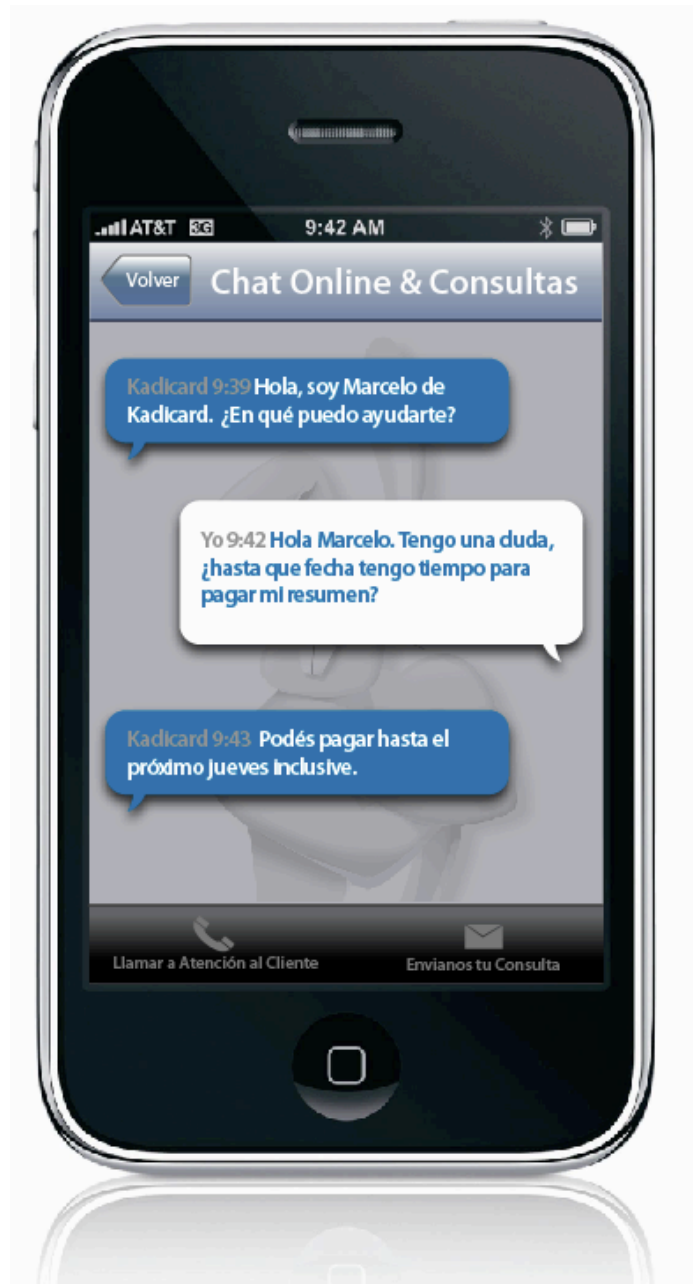 AT&T 3G 9:42 AM
Volver Chat Online & Consultas
Kadicard 9:39 Hola, soy Marcelo de
Kadicard. ¿En qué puedo ayudarte?
Yo 9:42 Hola Marcelo. Tengo una duda,
¿hasta que fecha tengo tiempo para
pagar mi resumen?
Kadicard 9:43 Podés pagar hasta el
próximo jueves inclusive.
Llamar a Atención al Cliente Envianos tu Consulta